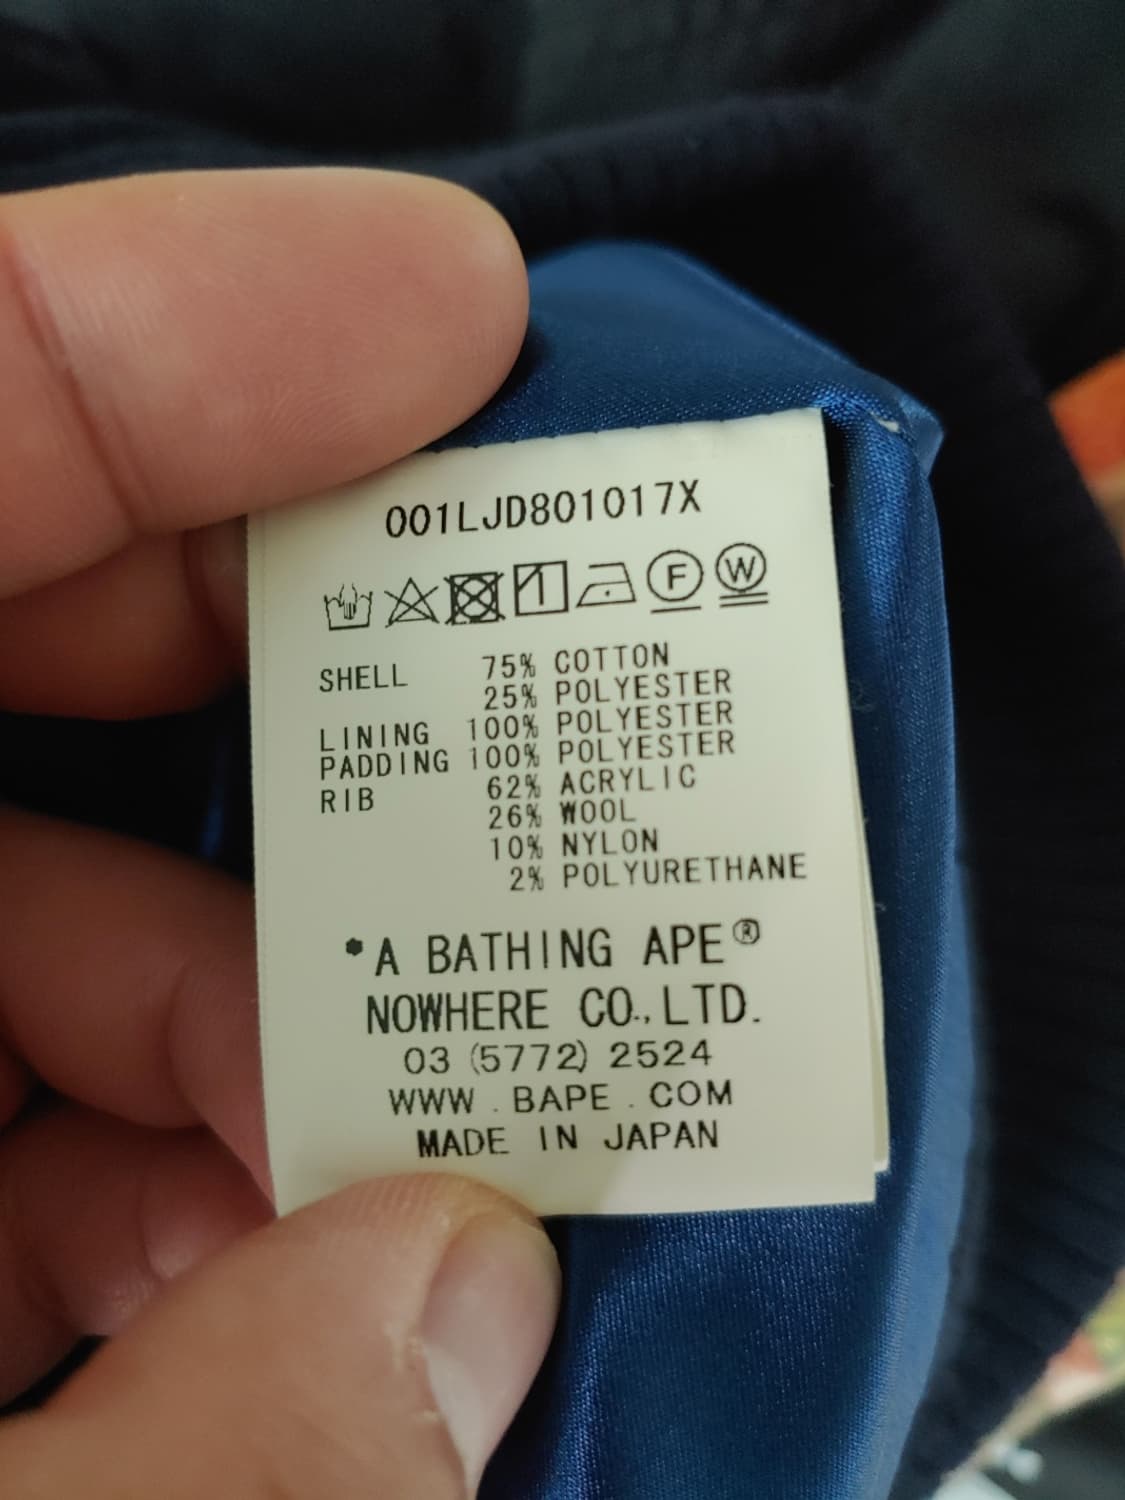 001LJD801017X
F W
SHELL 75% COTTON
25% POLYESTER
LINING 100% POLYESTER
PADDING 100% POLYESTER
RIB 62% ACRYLIC
26% WOOL
10% NYLON
2% POLYURETHANE
*A BATHING APE®
NOWHERE CO.,LTD.
03 (5772) 2524
WWW.BAPE.COM
MADE IN JAPAN